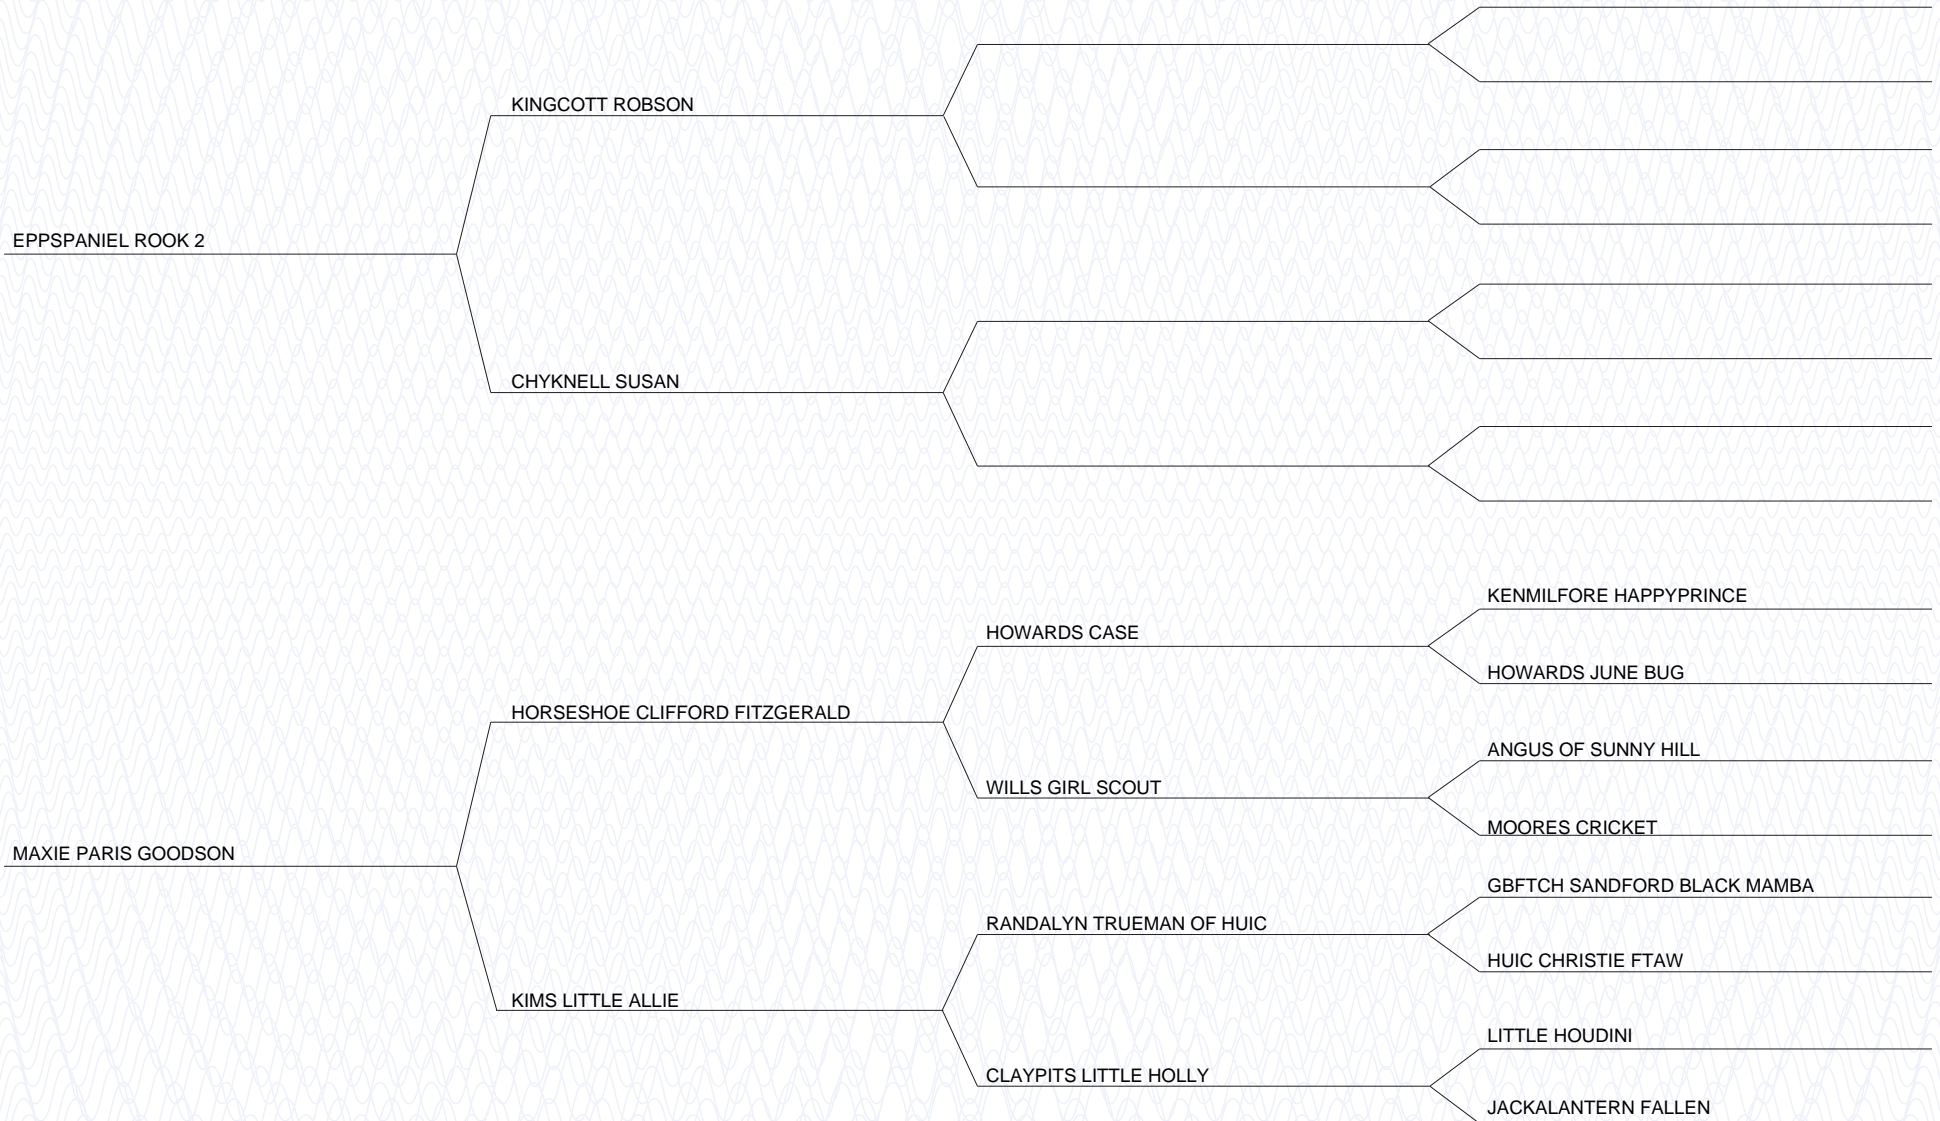 KINGCOTT ROBSON
EPPSPANIEL ROOK 2
CHYKNELL SUSAN
KENMILFORE HAPPYPRINCE
HOWARDS CASE
HOWARDS JUNE BUG
HORSESHOE CLIFFORD FITZGERALD
ANGUS OF SUNNY HILL
WILLS GIRL SCOUT
MOORES CRICKET
MAXIE PARIS GOODSON
GBFTCH SANDFORD BLACK MAMBA
RANDALYN TRUEMAN OF HUIC
HUIC CHRISTIE FTAW
KIMS LITTLE ALLIE
LITTLE HOUDINI
CLAYPITS LITTLE HOLLY
JACKALANTERN FALLEN